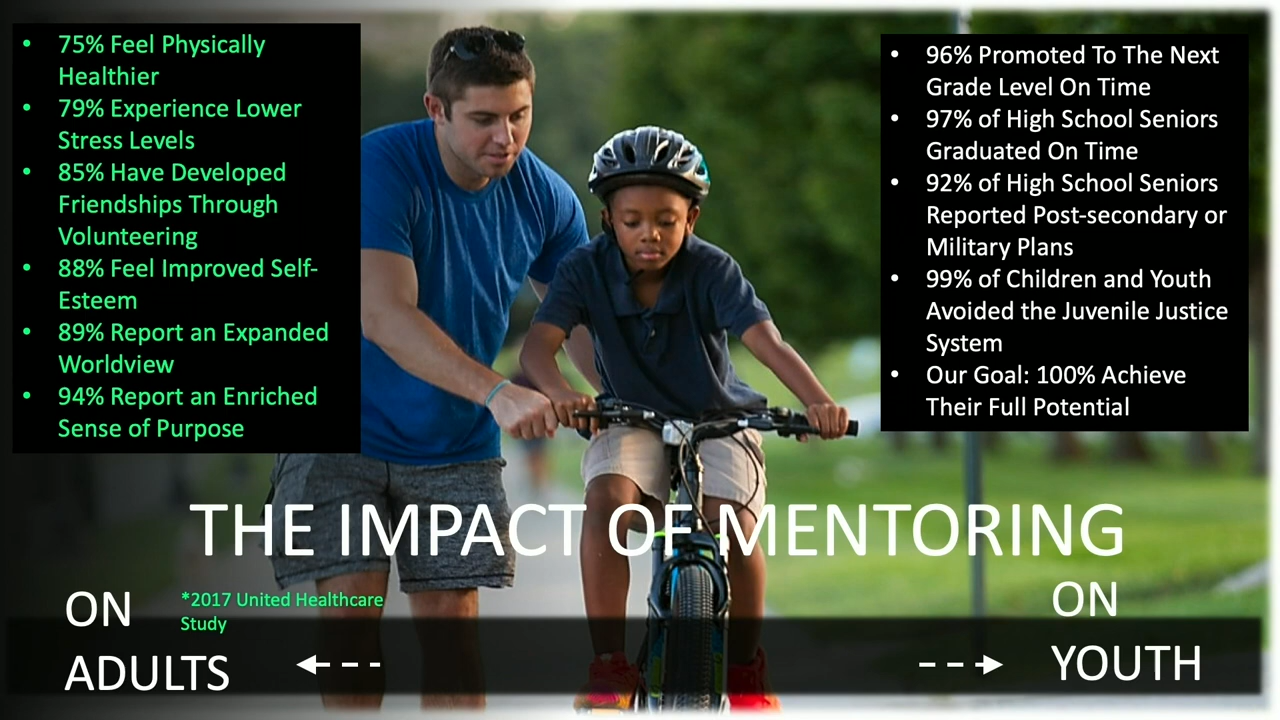 • 75% Feel Physically
Healthier
• 79% Experience Lower
Stress Levels
• 85% Have Developed
Friendships Through
Volunteering
• 88% Feel Improved Self-
Esteem
• 89% Report an Expanded
Worldview
• 94% Report an Enriched
Sense of Purpose
• 96% Promoted To The Next
Grade Level On Time
• 97% of High School Seniors
Graduated On Time
• 92% of High School Seniors
Reported Post-secondary or
Military Plans
• 99% of Children and Youth
Avoided the Juvenile Justice
System
• Our Goal: 100% Achieve
Their Full Potential
THE IMPACT OF MENTORING
ON
ADULTS
*2017 United Healthcare
Study
ON
YOUTH